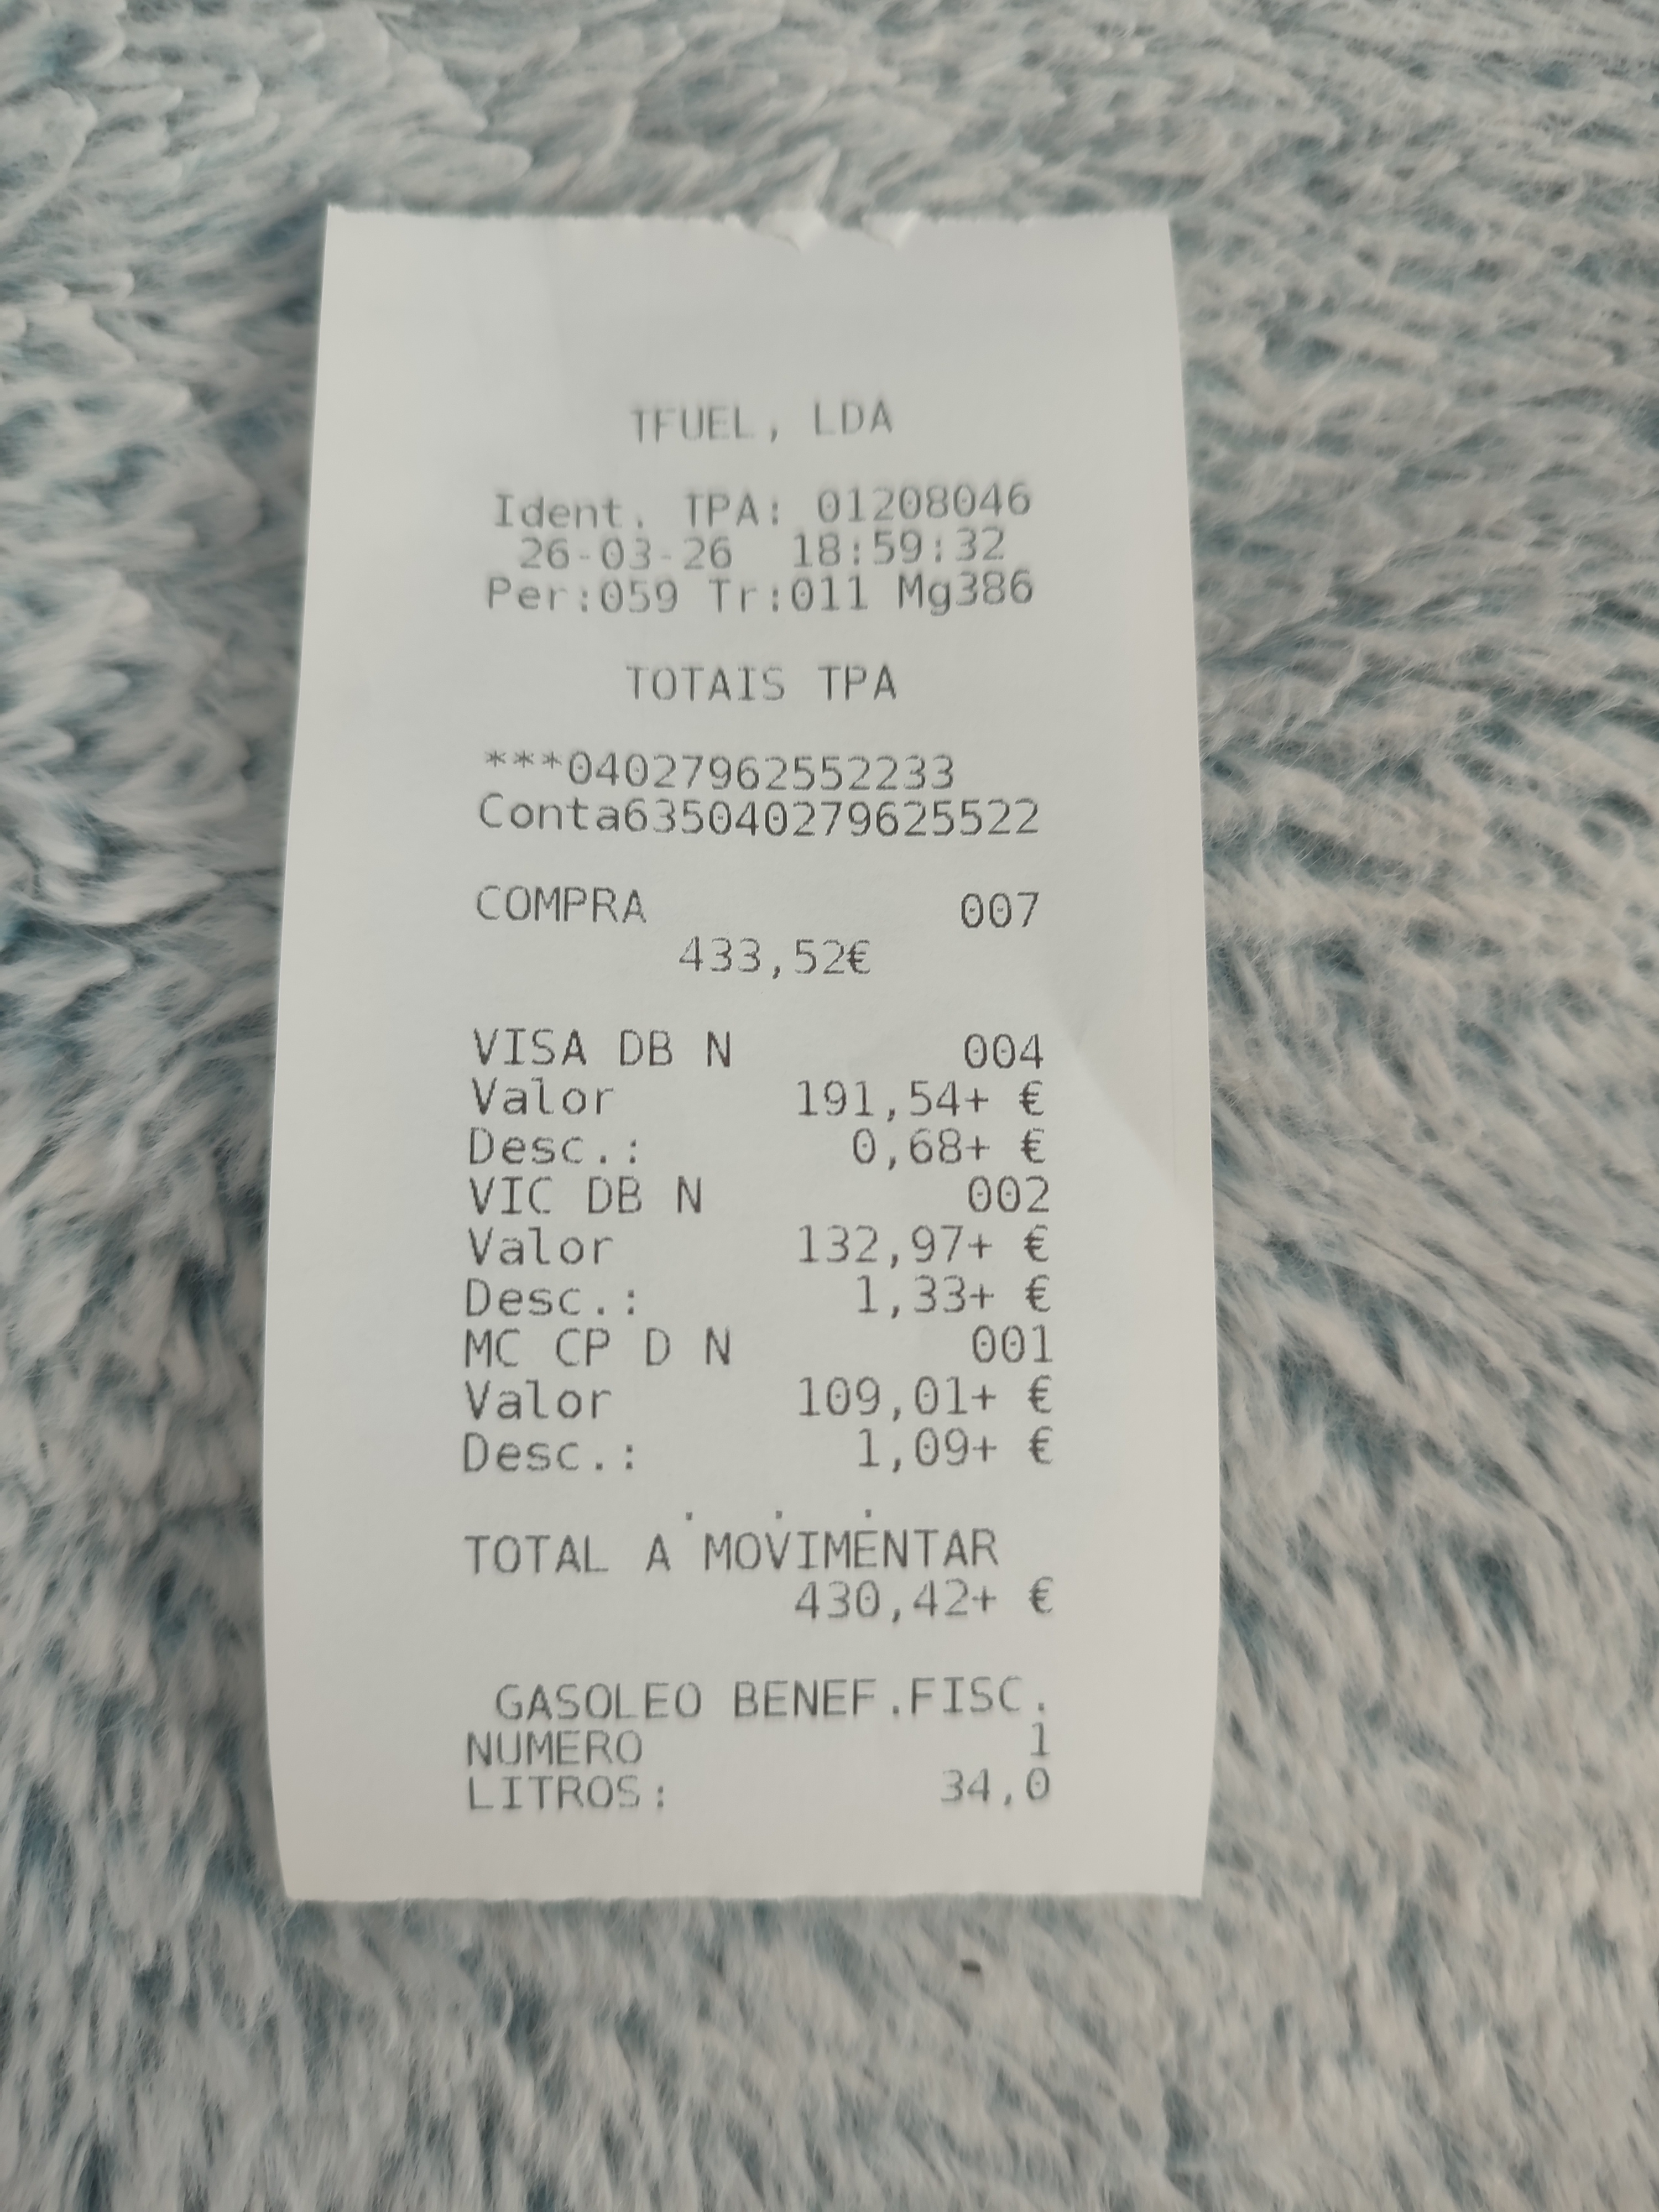 TFUEL, LDA
Ident. TPA: 01208046
26-03-26 18:59:32
Per:059 Tr:011 Mg386
TOTAIS TPA
***04027962552233
Conta635040279625522
COMPRA 007
433,52€
VISA DB N 004
Valor 191,54+ €
Desc.: 0,68+ €
VIC DB N 002
Valor 132,97+ €
Desc.: 1,33+ €
MC CP D N 001
Valor 109,01+ €
Desc.: 1,09+ €
. . .
TOTAL A MOVIMENTAR
430,42+ €
GASOLEO BENEF.FISC.
NUMERO 1
LITROS: 34,0